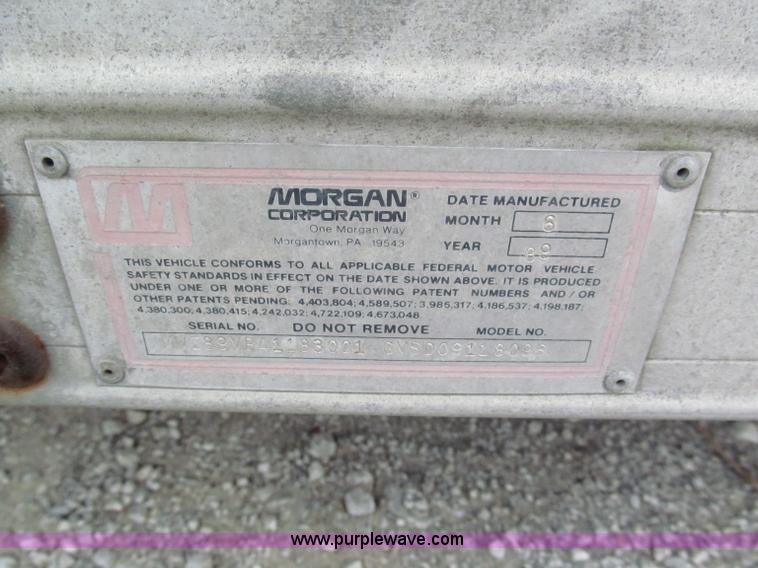 M
MORGAN®
CORPORATION
One Morgan Way
Morgantown, PA 19543
DATE MANUFACTURED
MONTH 6
YEAR 89
THIS VEHICLE CONFORMS TO ALL APPLICABLE FEDERAL MOTOR VEHICLE
SAFETY STANDARDS IN EFFECT ON THE DATE SHOWN ABOVE. IT IS PRODUCED
UNDER ONE OR MORE OF THE FOLLOWING PATENT NUMBERS AND/OR
OTHER PATENTS PENDING: 4,403,804; 4,589,507; 3,985,317; 4,186,537; 4,198,187;
4,380,300; 4,380,415; 4,242,032; 4,722,109; 4,673,048.
SERIAL NO. DO NOT REMOVE MODEL NO.
www.purplewave.com